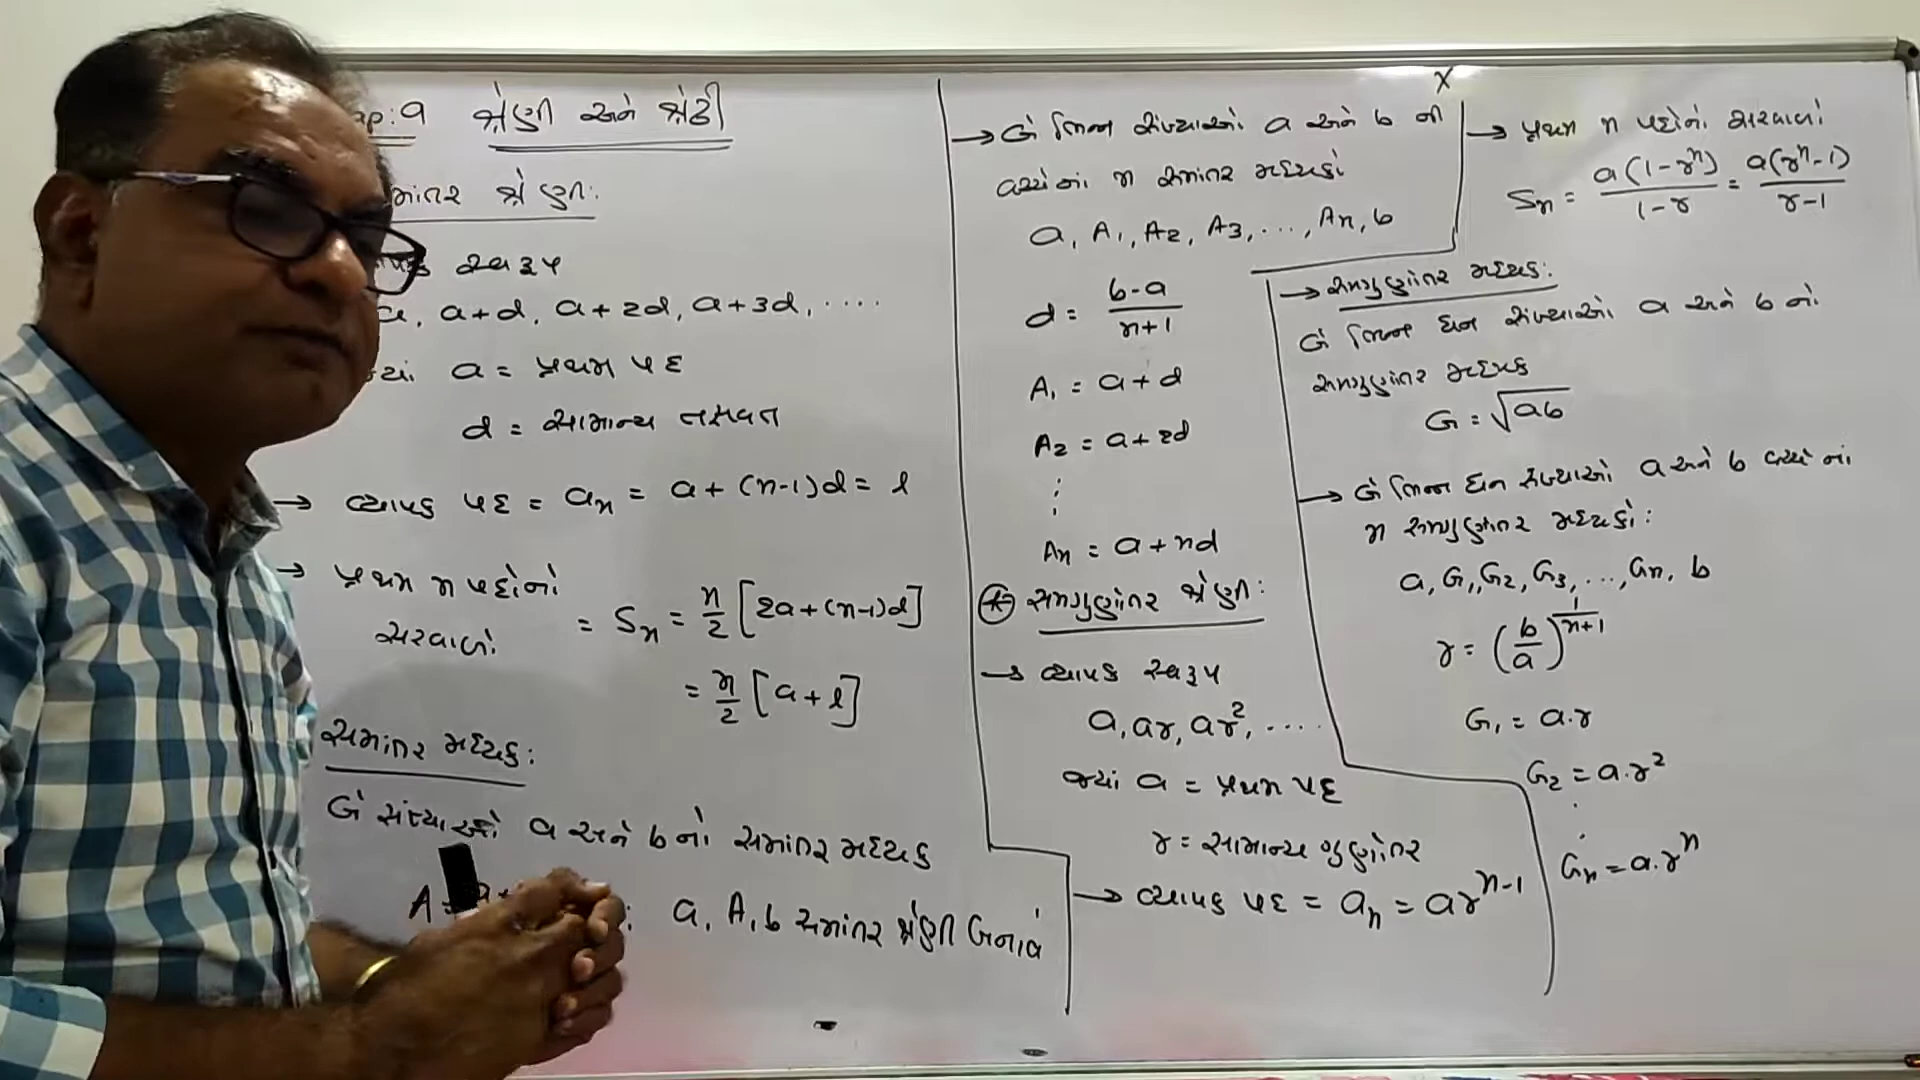 ap:9 શ્રેણી અને શ્રેઢી
માંતર શ્રેણી:
પક સ્વરૂપ
a, a+d, a+2d, a+3d, ....
જ્યાં a = પ્રથમ પદ
d = સામાન્ય તફાવત
→ વ્યાપક પદ = aₙ = a+(n-1)d = l
→ પ્રથમ n પદોનો
સરવાળો = Sₙ = n/2 [2a+(n-1)d]
= n/2 [a+l]
સમાંતર મધ્યક:
બે સંખ્યાઓ a અને b નો સમાંતર મધ્યક
A = a+
: a, A, b સમાંતર શ્રેણી બનાવે
→ બે ભિન્ન સંખ્યાઓ a અને b ની
વચ્ચેના n સમાંતર મધ્યકો
a, A₁, A₂, A₃, ..., Aₙ, b
d = b-a/n+1
A₁ = a+d
A₂ = a+2d
⋮
Aₙ = a+nd
* સમગુણોત્તર શ્રેણી:
→ વ્યાપક સ્વરૂપ
a, ar, ar², ....
જ્યાં a = પ્રથમ પદ
r = સામાન્ય ગુણોત્તર
→ વ્યાપક પદ = aₙ = arⁿ⁻¹
x
→ પ્રથમ n પદોનો સરવાળો
Sₙ = a(1-rⁿ)/1-r = a(rⁿ-1)/r-1
→ સમગુણોત્તર મધ્યક:
બે ભિન્ન ધન સંખ્યાઓ a અને b નો
સમગુણોત્તર મધ્યક
G = √ab
→ બે ભિન્ન ધન સંખ્યાઓ a અને b વચ્ચેના
n સમગુણોત્તર મધ્યકો:
a, G₁, G₂, G₃, ..., Gₙ, b
r = (b/a)^1/n+1
G₁ = a.r
G₂ = a.r²
⋮
Gₙ = a.rⁿ